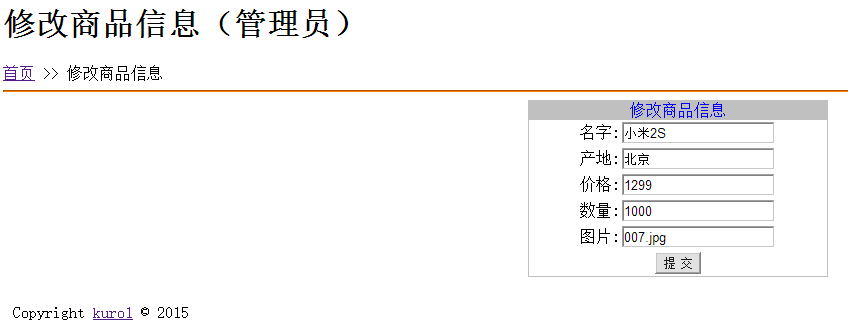 修改商品信息（管理员）
首页 >> 修改商品信息
修改商品信息
名字: 小米2S
产地: 北京
价格: 1299
数量: 1000
图片: 007.jpg
提 交
Copyright kurol © 2015